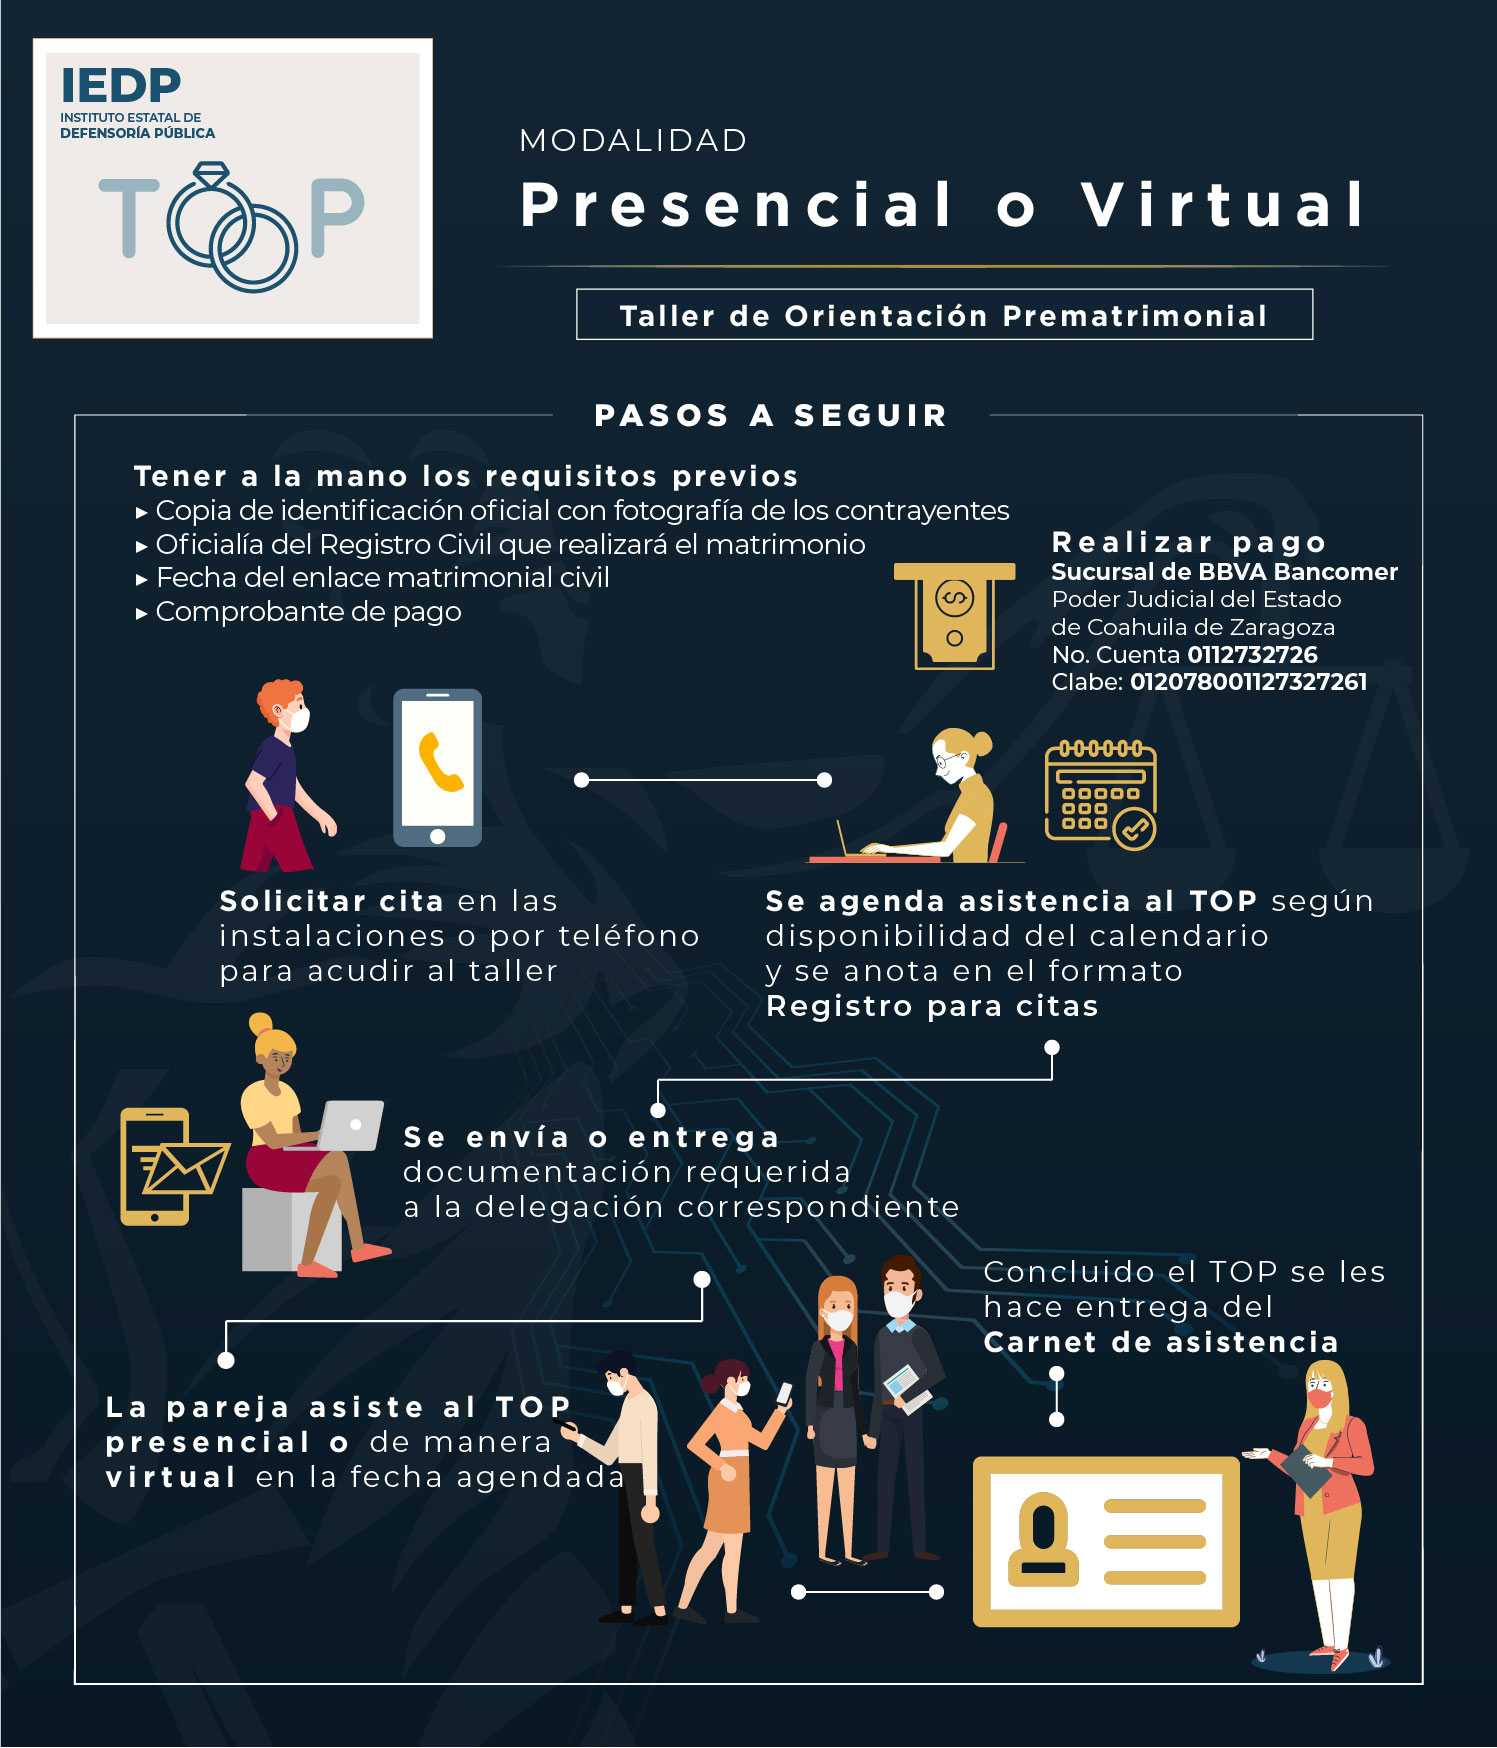 IEDP
INSTITUTO ESTATAL DE
DEFENSORÍA PÚBLICA
TOP
MODALIDAD
Presencial o Virtual
Taller de Orientación Prematrimonial
PASOS A SEGUIR
Tener a la mano los requisitos previos
▸ Copia de identificación oficial con fotografía de los contrayentes
▸ Oficialía del Registro Civil que realizará el matrimonio
▸ Fecha del enlace matrimonial civil
▸ Comprobante de pago
Realizar pago
Sucursal de BBVA Bancomer
Poder Judicial del Estado
de Coahuila de Zaragoza
No. Cuenta 0112732726
Clabe: 012078001127327261
Solicitar cita en las
instalaciones o por teléfono
para acudir al taller
Se agenda asistencia al TOP según
disponibilidad del calendario
y se anota en el formato
Registro para citas
Se envía o entrega
documentación requerida
a la delegación correspondiente
La pareja asiste al TOP
presencial o de manera
virtual en la fecha agendada
Concluido el TOP se les
hace entrega del
Carnet de asistencia